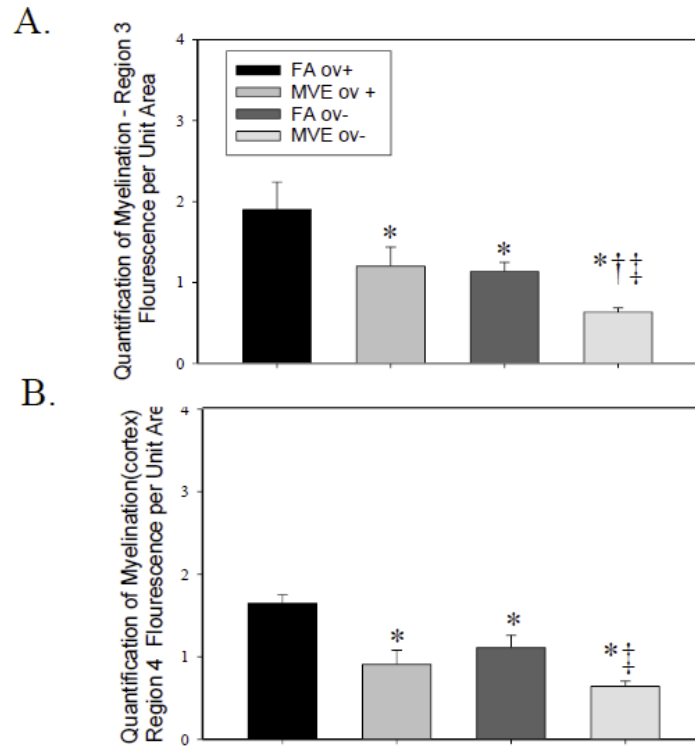 A.
Quantification of Myelination - Region 3
Flourescence per Unit Area
4
3
2
1
0
FA ov+
MVE ov +
FA ov-
MVE ov-
*
*
*†‡
B.
Quantification of Myelination(cortex)
Region 4 Flourescence per Unit Area
4
3
2
1
0
*
*
*‡